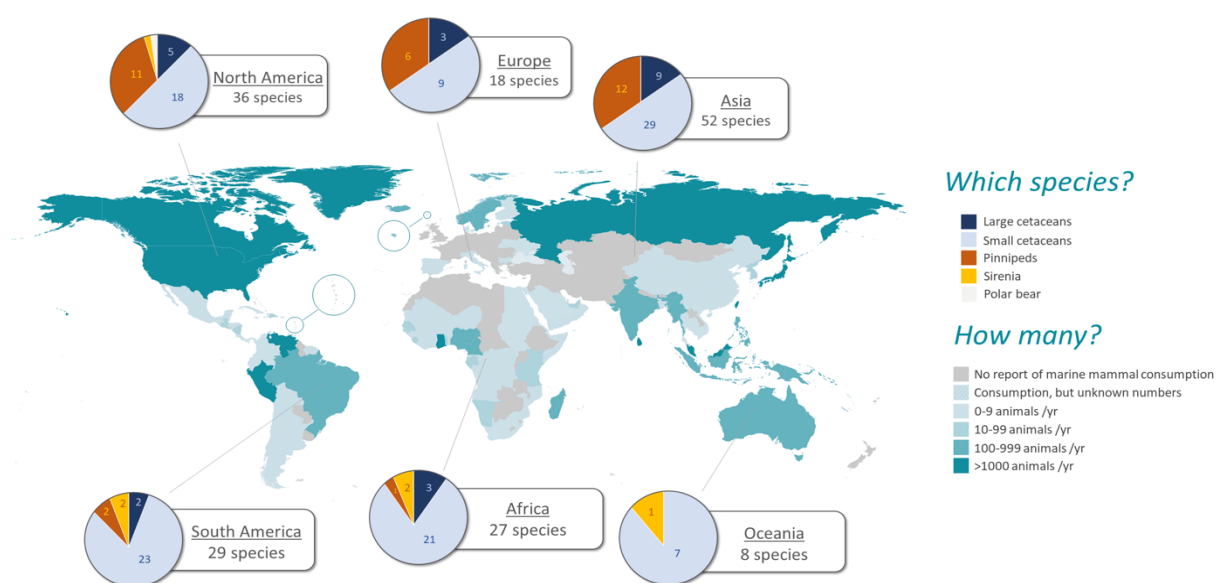 5
11
18
North America
36 species
3
6
9
Europe
18 species
9
12
29
Asia
52 species
Which species?
Large cetaceans
Small cetaceans
Pinnipeds
Sirenia
Polar bear
How many?
No report of marine mammal consumption
Consumption, but unknown numbers
0-9 animals /yr
10-99 animals /yr
100-999 animals /yr
>1000 animals /yr
2
2
2
23
South America
29 species
3
2
21
Africa
27 species
1
7
Oceania
8 species